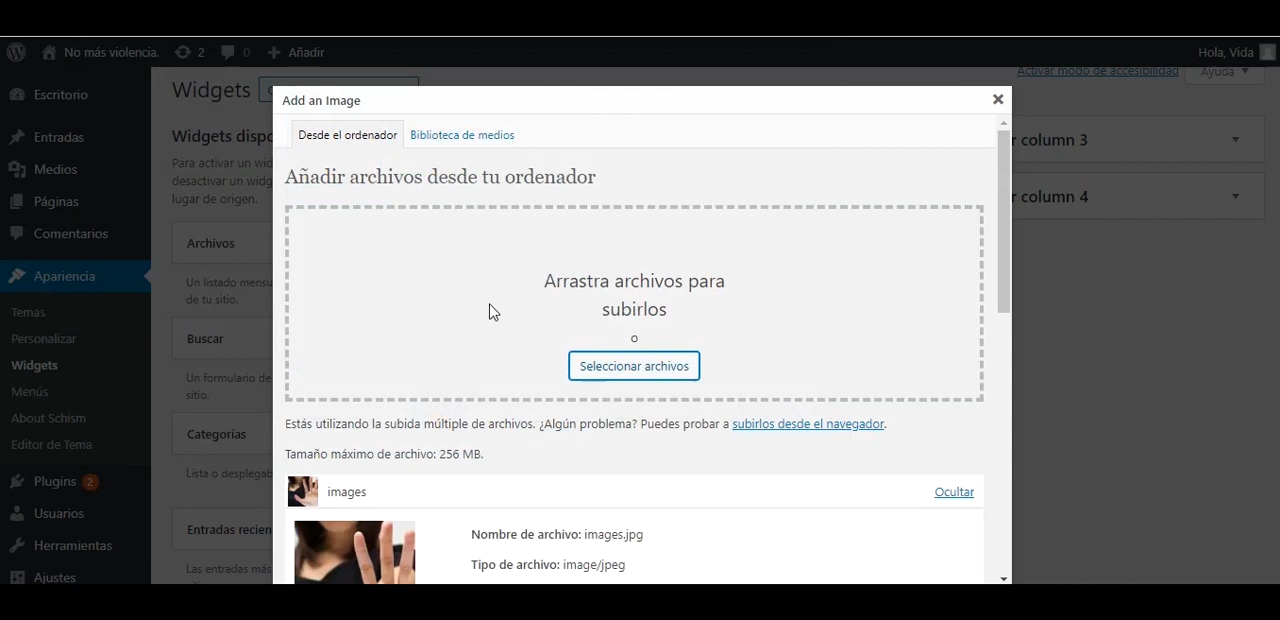 No más violencia. 2 0 Añadir Hola, Vida
Escritorio
Entradas
Medios
Páginas
Comentarios
Apariencia
Temas
Personalizar
Widgets
Menús
About Schism
Editor de Tema
Plugins 2
Usuarios
Herramientas
Ajustes
Widgets
Activar modo de accesibilidad
Ayuda
Widgets dispo
Para activar un wid
desactivar un widg
lugar de origen.
Archivos
Un listado mensu
de tu sitio.
Buscar
Un formulario de
sitio.
Categorías
Lista o desplegab
Entradas recien
Las entradas más
Add an Image
Desde el ordenador Biblioteca de medios
Añadir archivos desde tu ordenador
Arrastra archivos para
subirlos
o
Seleccionar archivos
Estás utilizando la subida múltiple de archivos. ¿Algún problema? Puedes probar a subirlos desde el navegador.
Tamaño máximo de archivo: 256 MB.
images Ocultar
Nombre de archivo: images.jpg
Tipo de archivo: image/jpeg
r column 3
r column 4